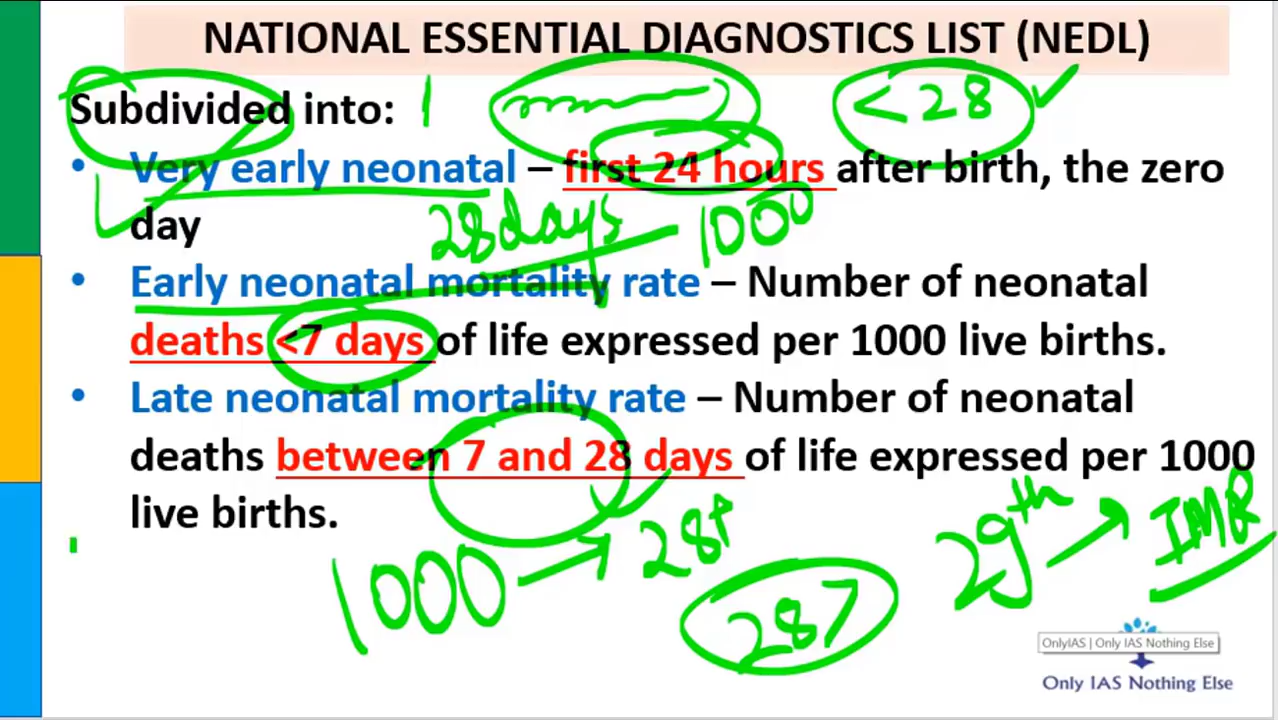 NATIONAL ESSENTIAL DIAGNOSTICS LIST (NEDL)
Subdivided into:
1
<28
• Very early neonatal – first 24 hours after birth, the zero
day
28 days 1000
• Early neonatal mortality rate – Number of neonatal
deaths <7 days of life expressed per 1000 live births.
• Late neonatal mortality rate – Number of neonatal
deaths between 7 and 28 days of life expressed per 1000
live births.
1000 → 28
287
29th → IMR
OnlyIAS | Only IAS Nothing Else
Only IAS Nothing Else